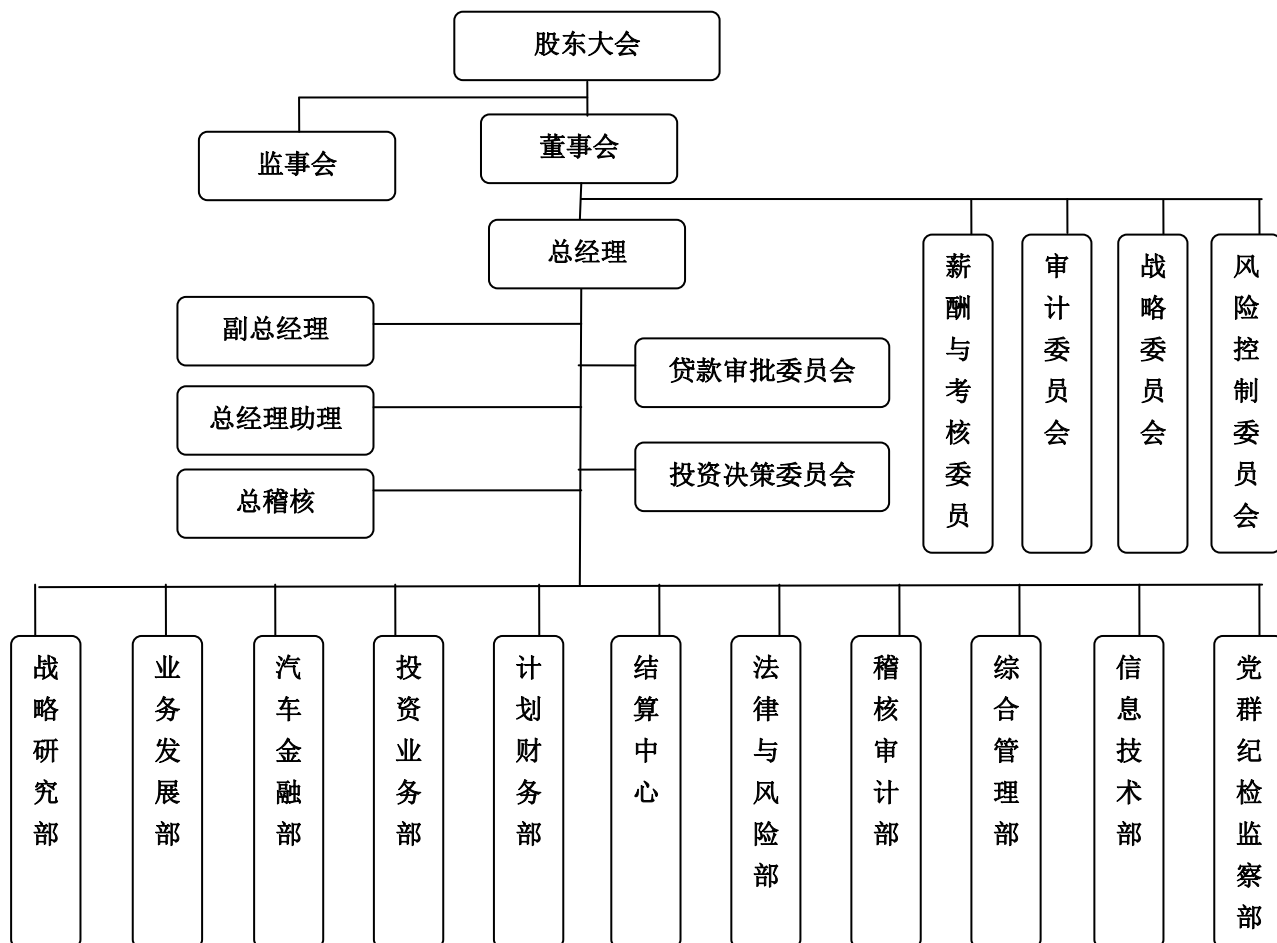 股东大会
监事会
董事会
总经理
薪酬与考核委员
审计委员会
战略委员会
风险控制委员会
副总经理
贷款审批委员会
总经理助理
投资决策委员会
总稽核
战略研究部
业务发展部
汽车金融部
投资业务部
计划财务部
结算中心
法律与风险部
稽核审计部
综合管理部
信息技术部
党群纪检监察部